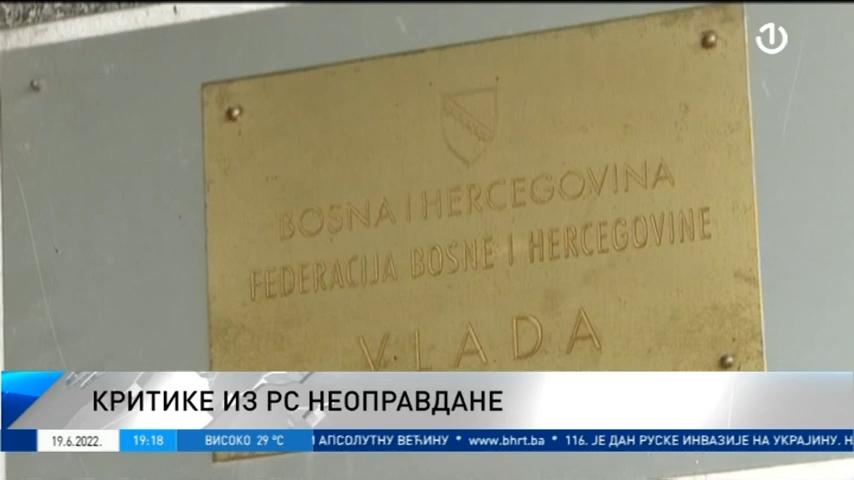 BOSNA I HERCEGOVINA
FEDERACIJA BOSNE I HERCEGOVINE
VLADA
КРИТИКЕ ИЗ РС НЕОПРАВДАНЕ
19.6.2022. 19:18 ВИСОКО 29 °C И АПСОЛУТНУ ВЕЋИНУ * www.bhrt.ba * 116. ЈЕ ДАН РУСКЕ ИНВАЗИЈЕ НА УКРАЈИНУ. Н